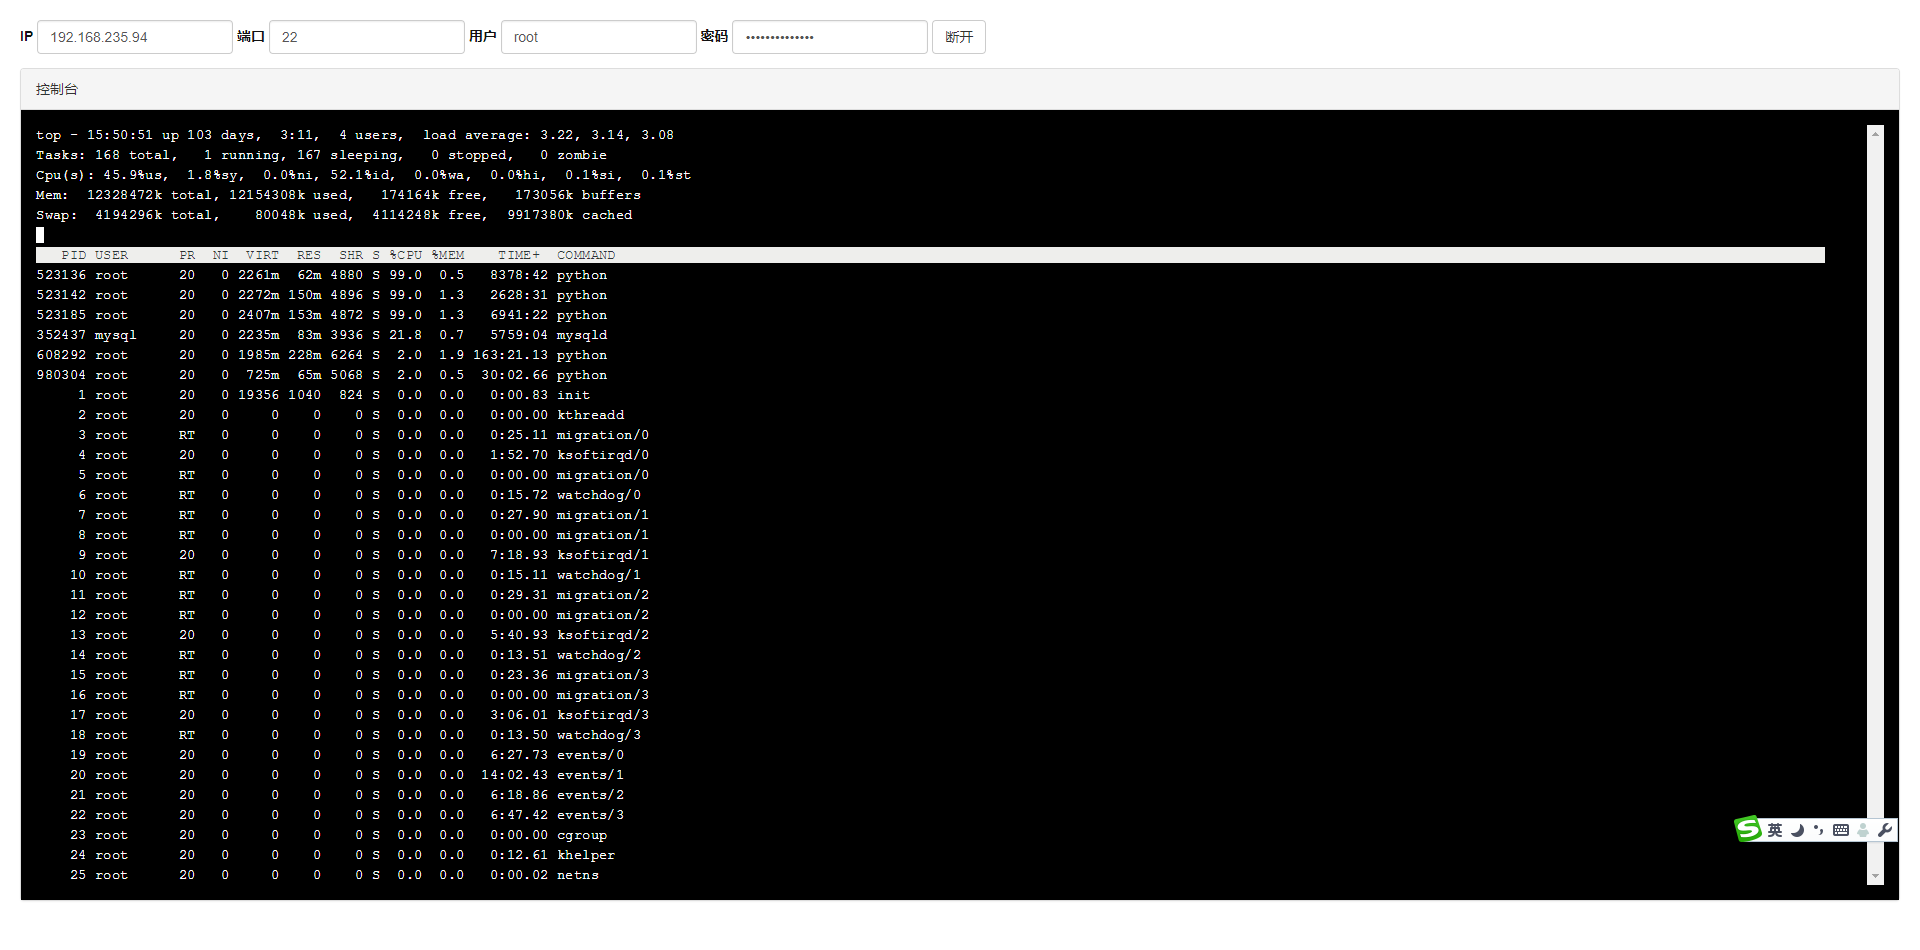 IP 192.168.235.94 端口 22 用户 root 密码 •••••••••••••• 断开
控制台
top - 15:50:51 up 103 days,  3:11,  4 users,  load average: 3.22, 3.14, 3.08
Tasks: 168 total,   1 running, 167 sleeping,   0 stopped,   0 zombie
Cpu(s): 45.9%us,  1.8%sy,  0.0%ni, 52.1%id,  0.0%wa,  0.0%hi,  0.1%si,  0.1%st
Mem:  12328472k total, 12154308k used,   174164k free,   173056k buffers
Swap:  4194296k total,    80048k used,  4114248k free,  9917380k cached
   PID USER      PR  NI  VIRT  RES  SHR S %CPU %MEM    TIME+  COMMAND
523136 root      20   0 2261m  62m 4880 S 99.0  0.5   8378:42 python
523142 root      20   0 2272m 150m 4896 S 99.0  1.3   2628:31 python
523185 root      20   0 2407m 153m 4872 S 99.0  1.3   6941:22 python
352437 mysql     20   0 2235m  83m 3936 S 21.8  0.7   5759:04 mysqld
608292 root      20   0 1985m 228m 6264 S  2.0  1.9 163:21.13 python
980304 root      20   0  725m  65m 5068 S  2.0  0.5  30:02.66 python
     1 root      20   0 19356 1040  824 S  0.0  0.0   0:00.83 init
     2 root      20   0     0    0    0 S  0.0  0.0   0:00.00 kthreadd
     3 root      RT   0     0    0    0 S  0.0  0.0   0:25.11 migration/0
     4 root      20   0     0    0    0 S  0.0  0.0   1:52.70 ksoftirqd/0
     5 root      RT   0     0    0    0 S  0.0  0.0   0:00.00 migration/0
     6 root      RT   0     0    0    0 S  0.0  0.0   0:15.72 watchdog/0
     7 root      RT   0     0    0    0 S  0.0  0.0   0:27.90 migration/1
     8 root      RT   0     0    0    0 S  0.0  0.0   0:00.00 migration/1
     9 root      20   0     0    0    0 S  0.0  0.0   7:18.93 ksoftirqd/1
    10 root      RT   0     0    0    0 S  0.0  0.0   0:15.11 watchdog/1
    11 root      RT   0     0    0    0 S  0.0  0.0   0:29.31 migration/2
    12 root      RT   0     0    0    0 S  0.0  0.0   0:00.00 migration/2
    13 root      20   0     0    0    0 S  0.0  0.0   5:40.93 ksoftirqd/2
    14 root      RT   0     0    0    0 S  0.0  0.0   0:13.51 watchdog/2
    15 root      RT   0     0    0    0 S  0.0  0.0   0:23.36 migration/3
    16 root      RT   0     0    0    0 S  0.0  0.0   0:00.00 migration/3
    17 root      20   0     0    0    0 S  0.0  0.0   3:06.01 ksoftirqd/3
    18 root      RT   0     0    0    0 S  0.0  0.0   0:13.50 watchdog/3
    19 root      20   0     0    0    0 S  0.0  0.0   6:27.73 events/0
    20 root      20   0     0    0    0 S  0.0  0.0  14:02.43 events/1
    21 root      20   0     0    0    0 S  0.0  0.0   6:18.86 events/2
    22 root      20   0     0    0    0 S  0.0  0.0   6:47.42 events/3
    23 root      20   0     0    0    0 S  0.0  0.0   0:00.00 cgroup
    24 root      20   0     0    0    0 S  0.0  0.0   0:12.61 khelper
    25 root      20   0     0    0    0 S  0.0  0.0   0:00.02 netns
S 英